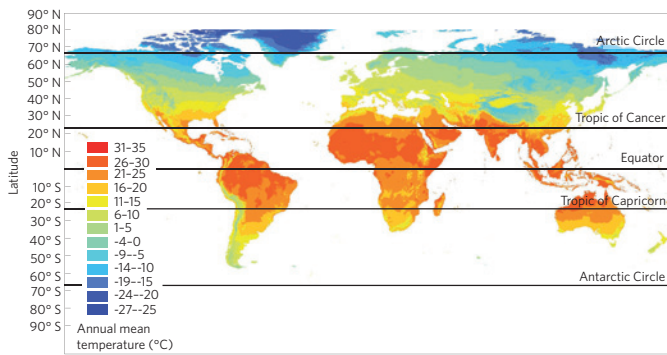 90° N
80° N
70° N
60° N
50° N
40° N
30° N
20° N
10° N
10° S
20° S
30° S
40° S
50° S
60° S
70° S
80° S
90° S
Latitude
Arctic Circle
Tropic of Cancer
Equator
Tropic of Capricorn
Antarctic Circle
31–35
26–30
21–25
16–20
11–15
6–10
1–5
-4–0
-9–-5
-14–-10
-19–-15
-24–-20
-27–-25
Annual mean
temperature (°C)